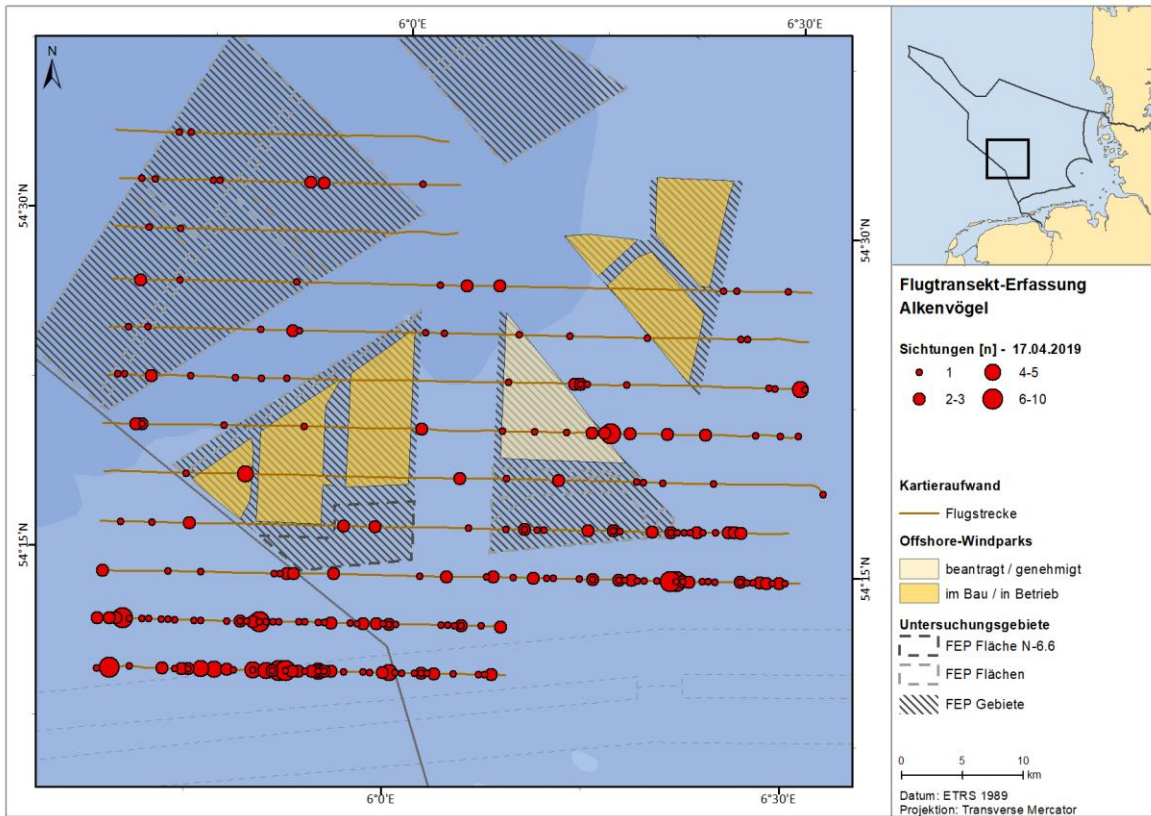 6°0'E
6°30'E
N
54°30'N
54°30'N
54°15'N
54°15'N
6°0'E
6°30'E
Flugtransekt-Erfassung
Alkenvögel
Sichtungen [n] - 17.04.2019
1
4-5
2-3
6-10
Kartieraufwand
Flugstrecke
Offshore-Windparks
beantragt / genehmigt
im Bau / in Betrieb
Untersuchungsgebiete
FEP Fläche N-6.6
FEP Flächen
FEP Gebiete
0 5 10
km
Datum: ETRS 1989
Projektion: Transverse Mercator